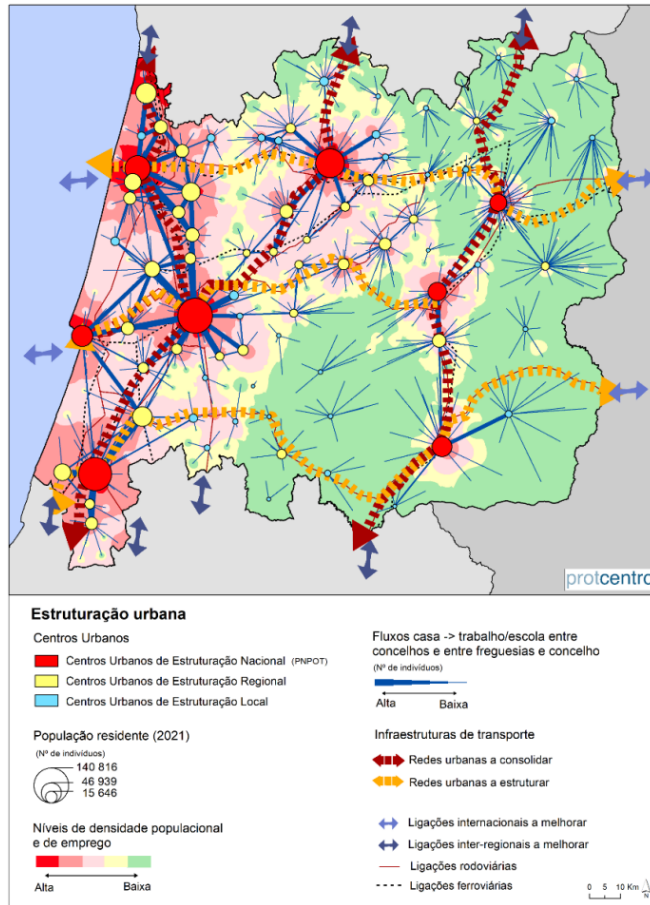 protcentro
Estruturação urbana
Centros Urbanos
Centros Urbanos de Estruturação Nacional (PNPOT)
Centros Urbanos de Estruturação Regional
Centros Urbanos de Estruturação Local
População residente (2021)
(Nº de indivíduos)
140 816
46 939
15 646
Níveis de densidade populacional
e de emprego
Alta Baixa
Fluxos casa -> trabalho/escola entre
concelhos e entre freguesias e concelho
(Nº de indivíduos)
Alta Baixa
Infraestruturas de transporte
Redes urbanas a consolidar
Redes urbanas a estruturar
Ligações internacionais a melhorar
Ligações inter-regionais a melhorar
Ligações rodoviárias
Ligações ferroviárias
0 5 10 Km
N